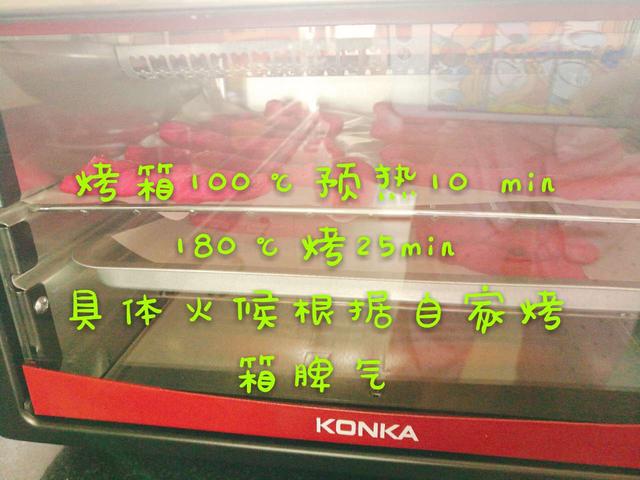 烤箱100℃预热10 min
180℃烤25min
具体火候根据自家烤
箱脾气
KONKA